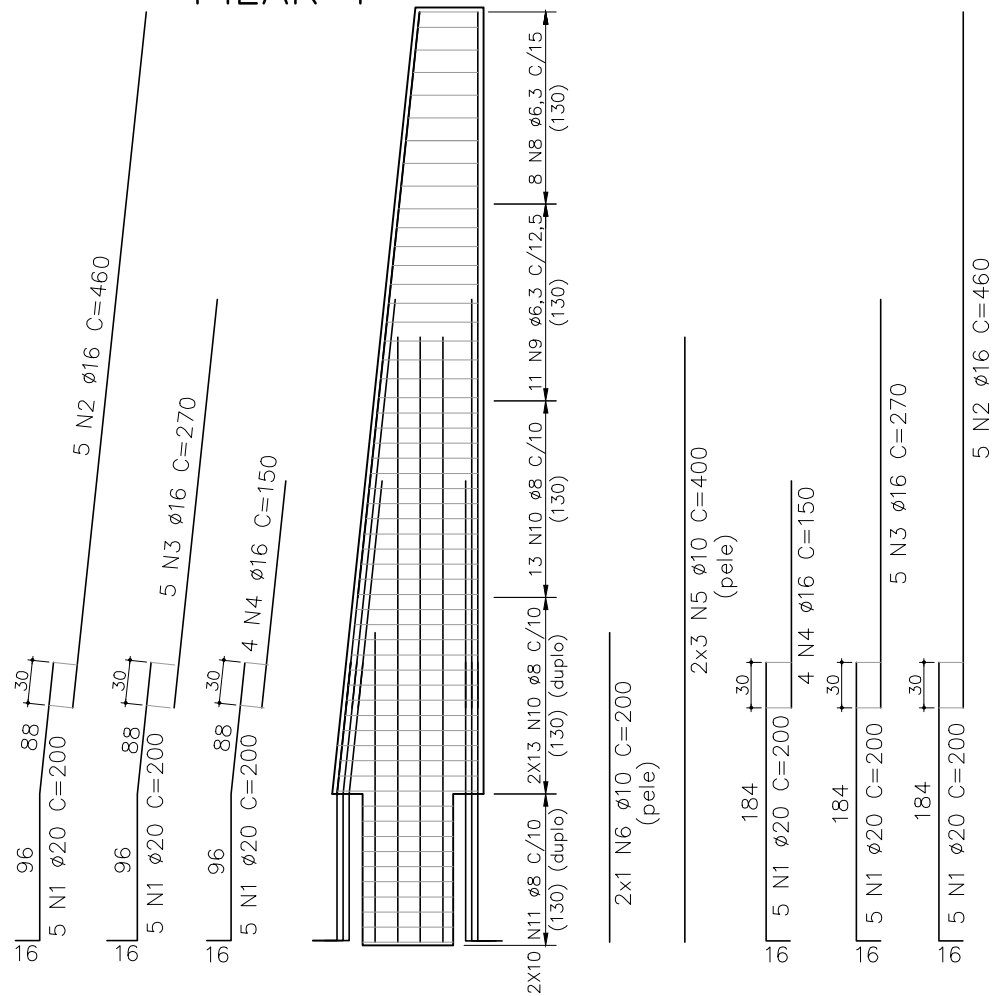 5 N2 ø16 C=460
5 N3 ø16 C=270
4 N4 ø16 C=150
30
30
30
88
88
88
5 N1 ø20 C=200
5 N1 ø20 C=200
5 N1 ø20 C=200
96
96
96
16
16
16
8 N8 ø6,3 C/15
(130)
11 N9 ø6,3 C/12,5
(130)
13 N10 ø8 C/10
(130)
2X13 N10 ø8 C/10
(130) (duplo)
2X10 N11 ø8 C/10
(130) (duplo)
2x1 N6 ø10 C=200
(pele)
2x3 N5 ø10 C=400
(pele)
4 N4 ø16 C=150
5 N3 ø16 C=270
5 N2 ø16 C=460
30
30
30
184
184
184
5 N1 ø20 C=200
5 N1 ø20 C=200
5 N1 ø20 C=200
16
16
16